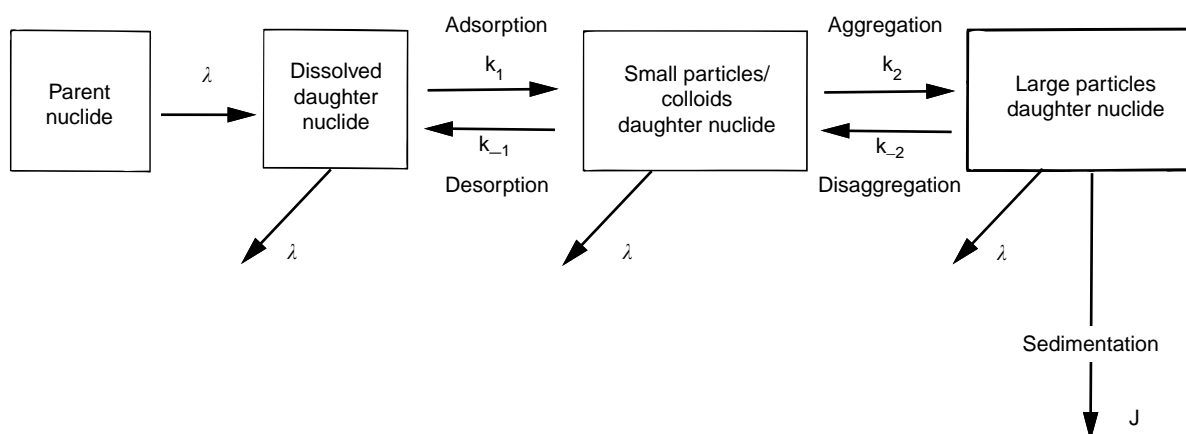 Parent
nuclide
λ
Dissolved
daughter
nuclide
Adsorption
k1
k–1
Desorption
Small particles/
colloids
daughter nuclide
Aggregation
k2
k–2
Disaggregation
Large particles
daughter nuclide
λ
λ
λ
Sedimentation
J